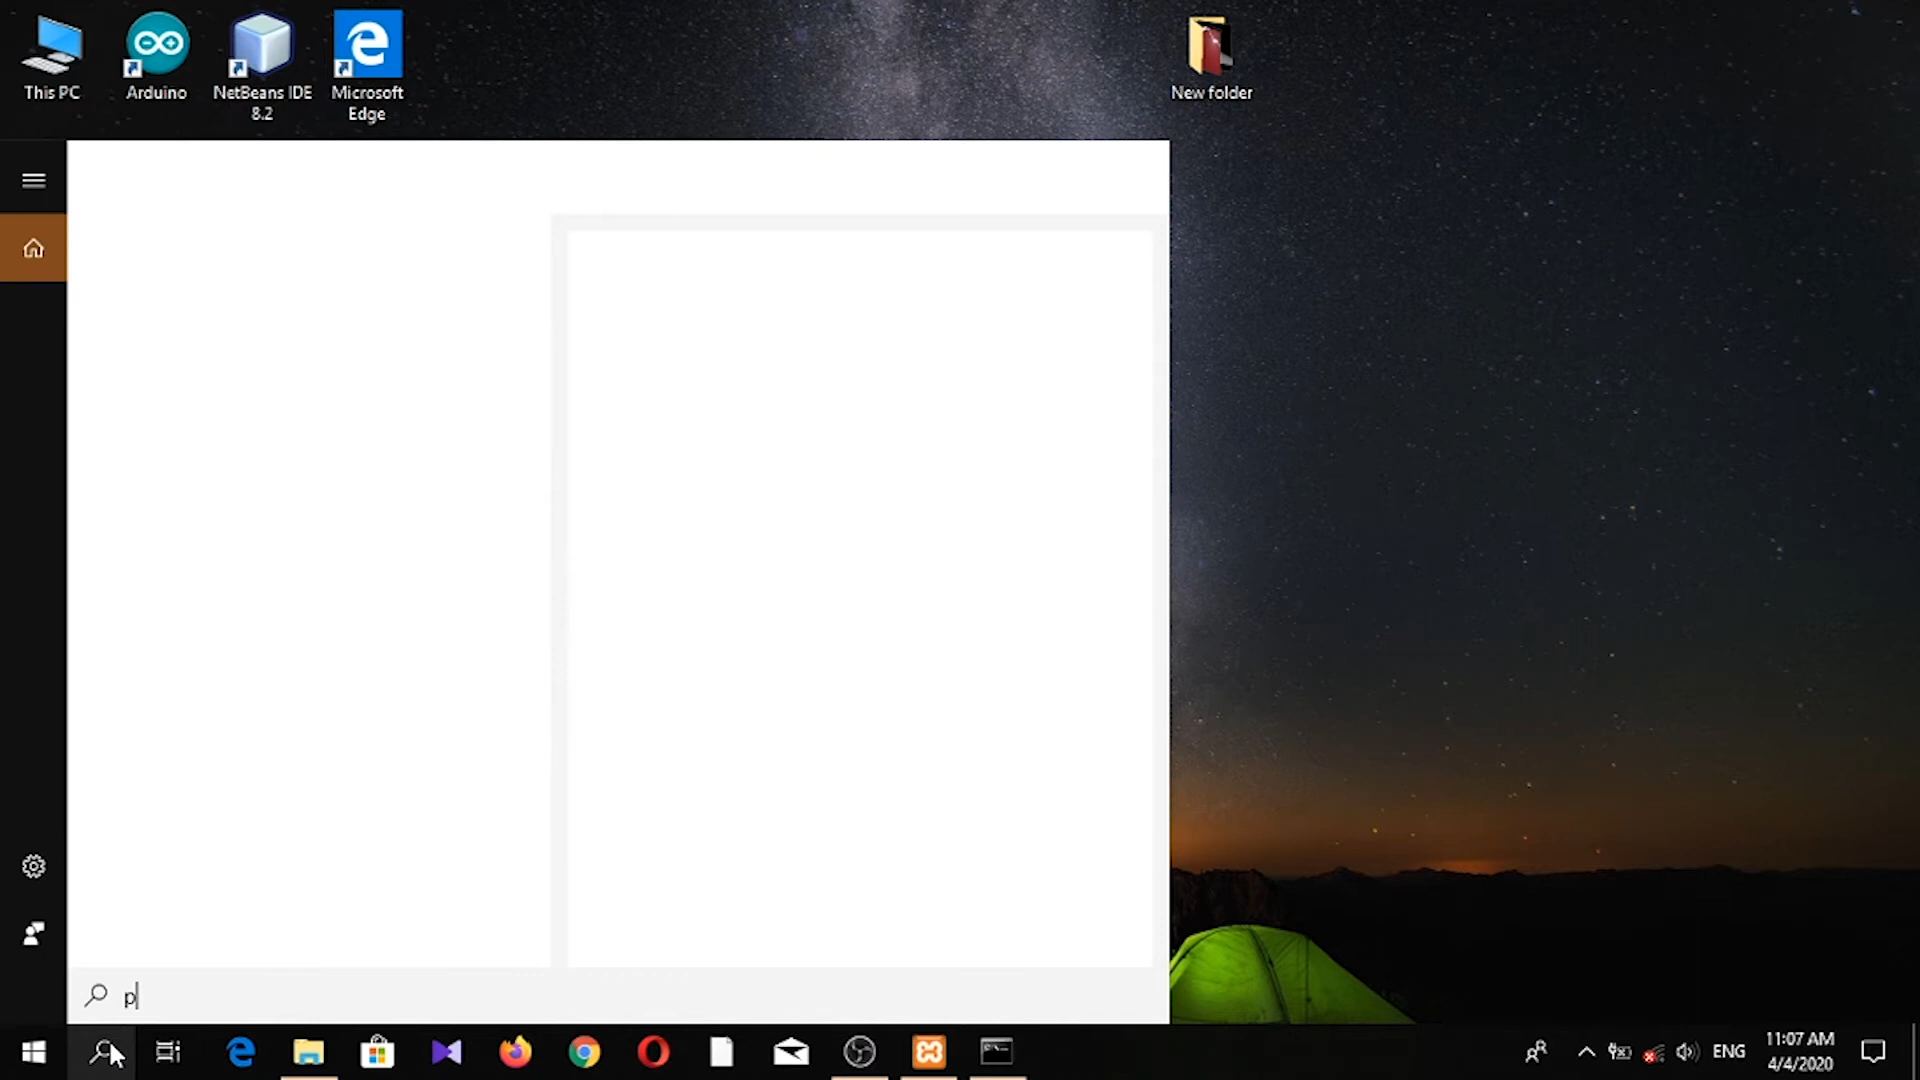 This PC
Arduino
NetBeans IDE
8.2
Microsoft
Edge
New folder
p
ENG
11:07 AM
4/4/2020